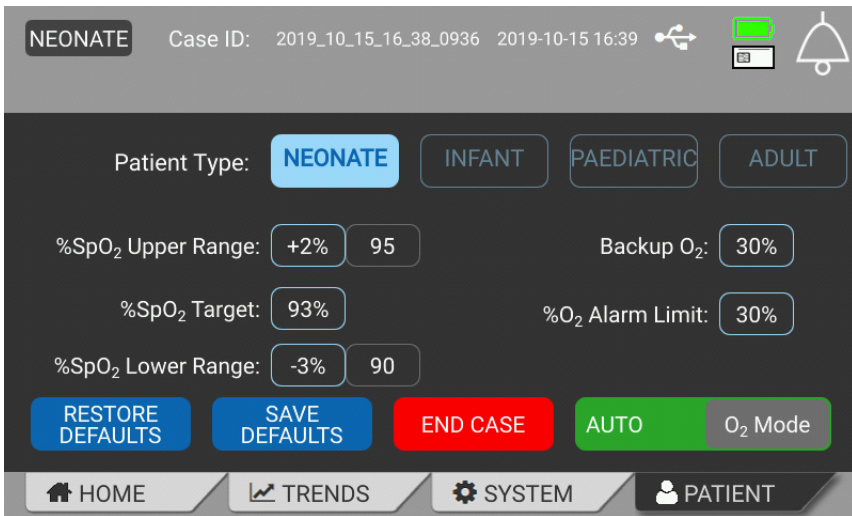 NEONATE Case ID: 2019_10_15_16_38_0936 2019-10-15 16:39
Patient Type: NEONATE INFANT PAEDIATRIC ADULT
%SpO₂ Upper Range: +2% 95 Backup O₂: 30%
%SpO₂ Target: 93% %O₂ Alarm Limit: 30%
%SpO₂ Lower Range: -3% 90
RESTORE DEFAULTS SAVE DEFAULTS END CASE AUTO O₂ Mode
HOME TRENDS SYSTEM PATIENT